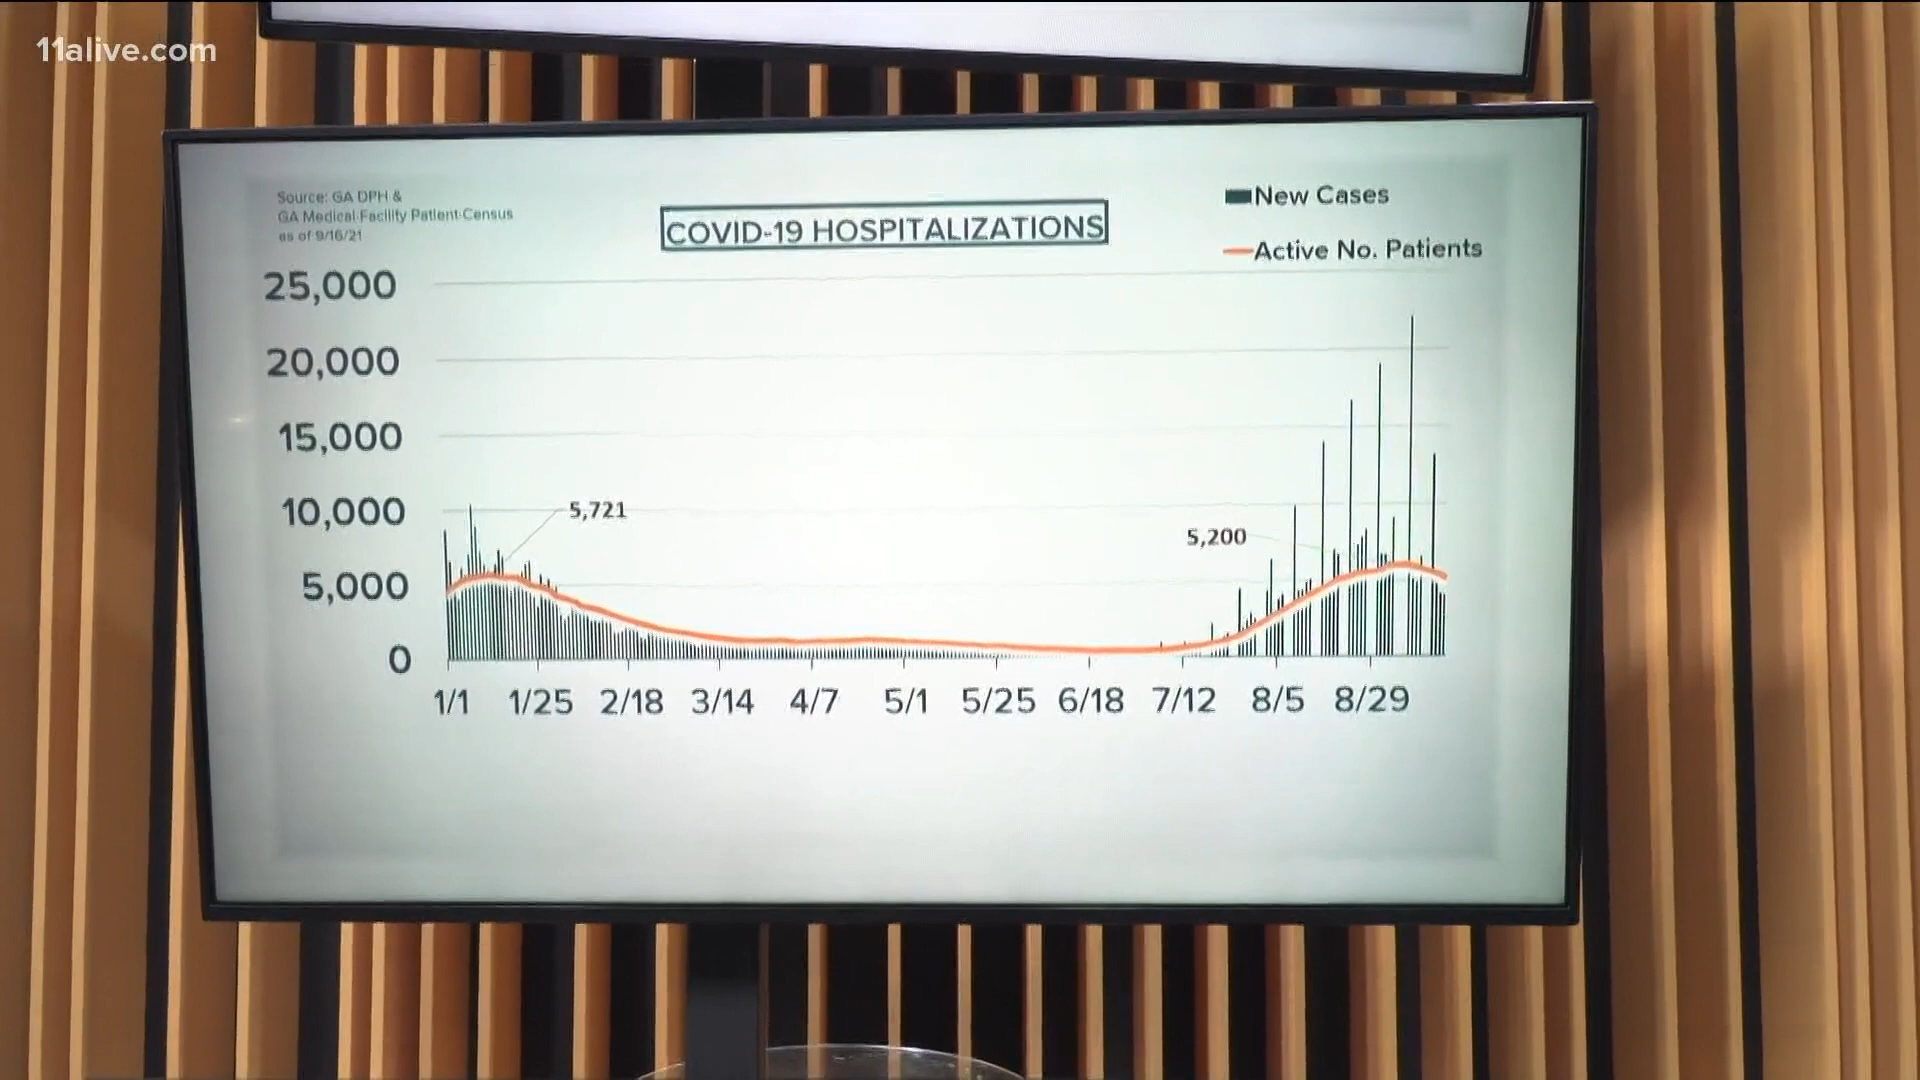 11alive.com
Source: GA DPH &
GA Medical Facility Patient Census
as of 9/16/21
COVID-19 HOSPITALIZATIONS
New Cases
Active No. Patients
25,000
20,000
15,000
10,000
5,000
0
5,721
5,200
1/1 1/25 2/18 3/14 4/7 5/1 5/25 6/18 7/12 8/5 8/29